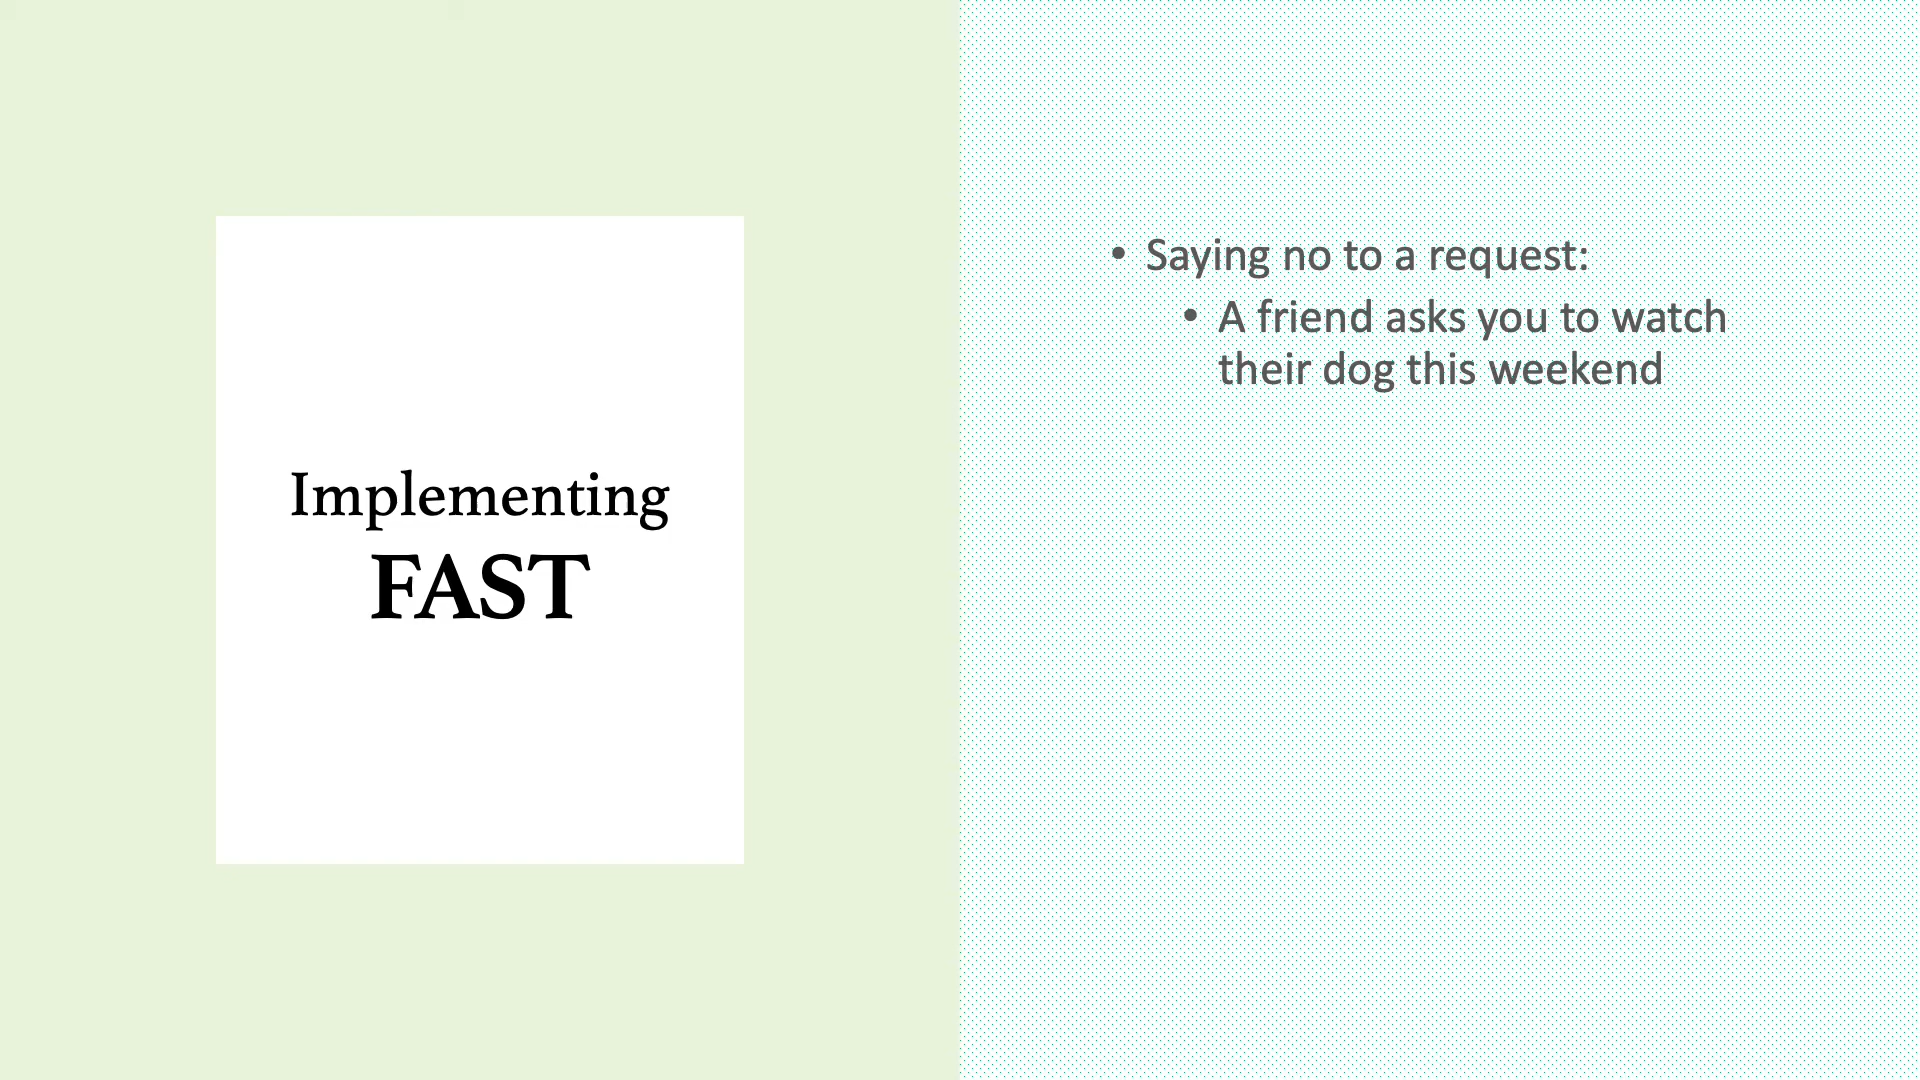 Implementing
FAST
• Saying no to a request:
• A friend asks you to watch
their dog this weekend